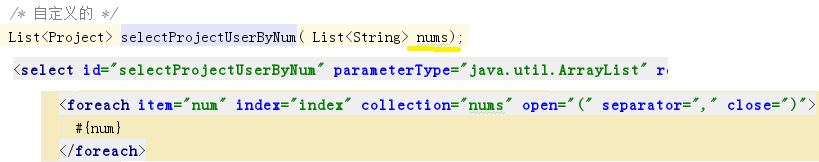 /* 自定义的 */
List<Project> selectProjectUserByNum( List<String> nums);
<select id="selectProjectUserByNum" parameterType="java.util.ArrayList" re
<foreach item="num" index="index" collection="nums" open="(" separator="," close=")">
#{num}
</foreach>